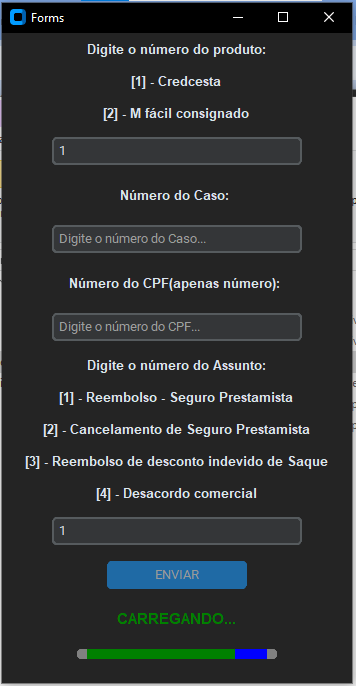 Forms
Digite o número do produto:
[1] - Credcesta
[2] - M fácil consignado
1
Número do Caso:
Digite o número do Caso...
Número do CPF(apenas número):
Digite o número do CPF...
Digite o número do Assunto:
[1] - Reembolso - Seguro Prestamista
[2] - Cancelamento de Seguro Prestamista
[3] - Reembolso de desconto indevido de Saque
[4] - Desacordo comercial
1
ENVIAR
CARREGANDO...